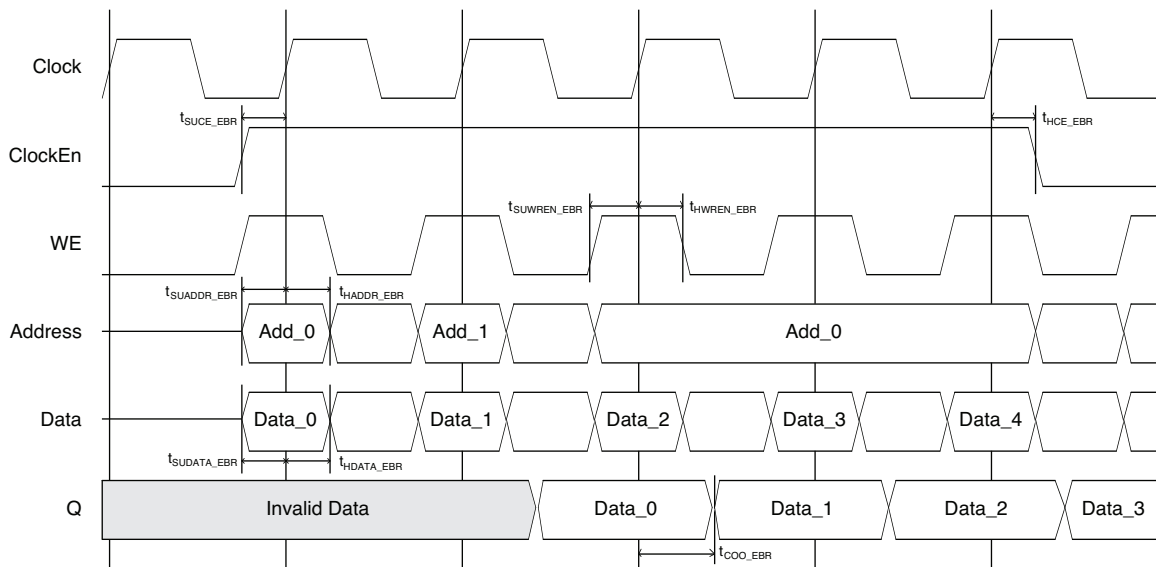 Clock
tSUCE_EBR
tHCE_EBR
ClockEn
tSUWREN_EBR
tHWREN_EBR
WE
tSUADDR_EBR
tHADDR_EBR
Address
Add_0
Add_1
Add_0
Data
Data_0
Data_1
Data_2
Data_3
Data_4
tSUDATA_EBR
tHDATA_EBR
Q
Invalid Data
Data_0
Data_1
Data_2
Data_3
tCOO_EBR